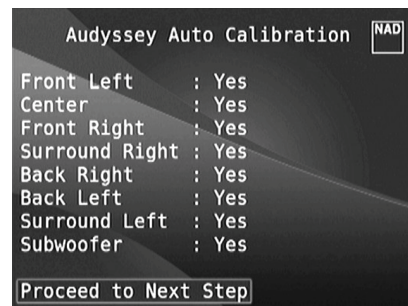 Audyssey Auto Calibration
NAD
Front Left : Yes
Center : Yes
Front Right : Yes
Surround Right : Yes
Back Right : Yes
Back Left : Yes
Surround Left : Yes
Subwoofer : Yes
Proceed to Next Step